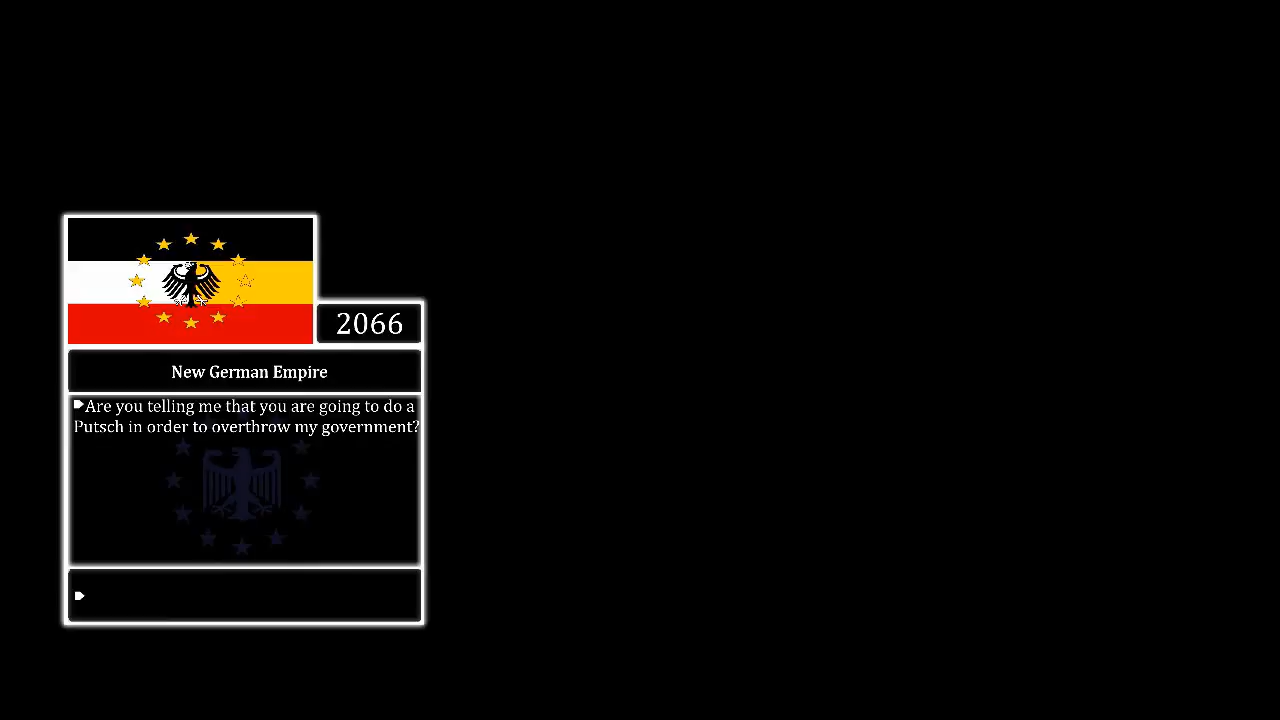 2066
New German Empire
Are you telling me that you are going to do a
Putsch in order to overthrow my government?